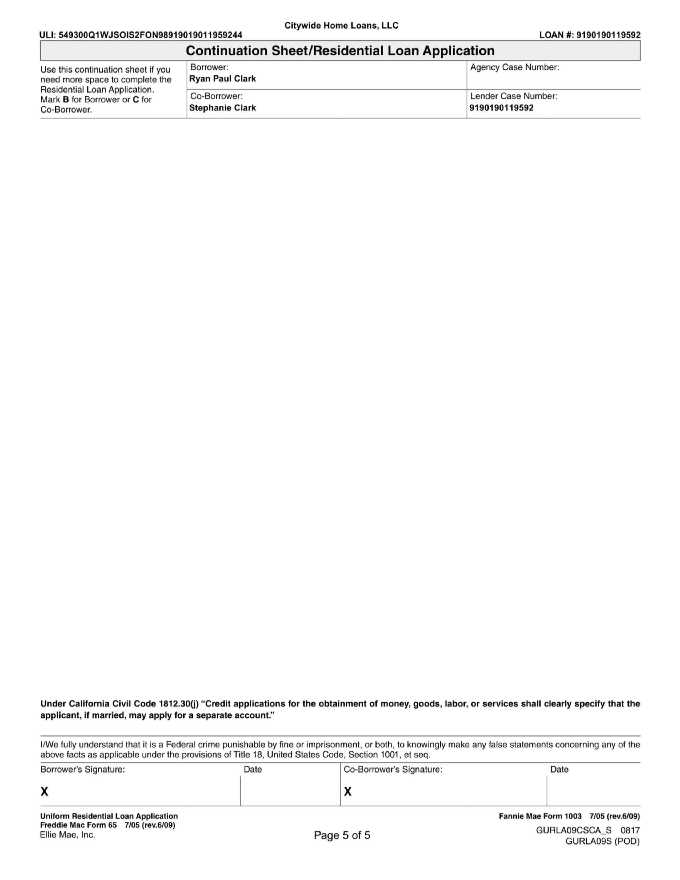 Citywide Home Loans, LLC
ULI: 549300Q1WJSOIS2FON98919019011959244 LOAN #: 9190190119592
Continuation Sheet/Residential Loan Application
Use this continuation sheet if you
need more space to complete the
Residential Loan Application.
Mark B for Borrower or C for
Co-Borrower.
Borrower:
Ryan Paul Clark
Agency Case Number:
Co-Borrower:
Stephanie Clark
Lender Case Number:
9190190119592
Under California Civil Code 1812.30(j) “Credit applications for the obtainment of money, goods, labor, or services shall clearly specify that the
applicant, if married, may apply for a separate account.”
I/We fully understand that it is a Federal crime punishable by fine or imprisonment, or both, to knowingly make any false statements concerning any of the
above facts as applicable under the provisions of Title 18, United States Code, Section 1001, et seq.
Borrower's Signature: Date Co-Borrower's Signature: Date
X X
Uniform Residential Loan Application
Freddie Mac Form 65 7/05 (rev.6/09)
Ellie Mae, Inc.
Page 5 of 5
Fannie Mae Form 1003 7/05 (rev.6/09)
GURLA09CSCA_S 0817
GURLA09S (POD)